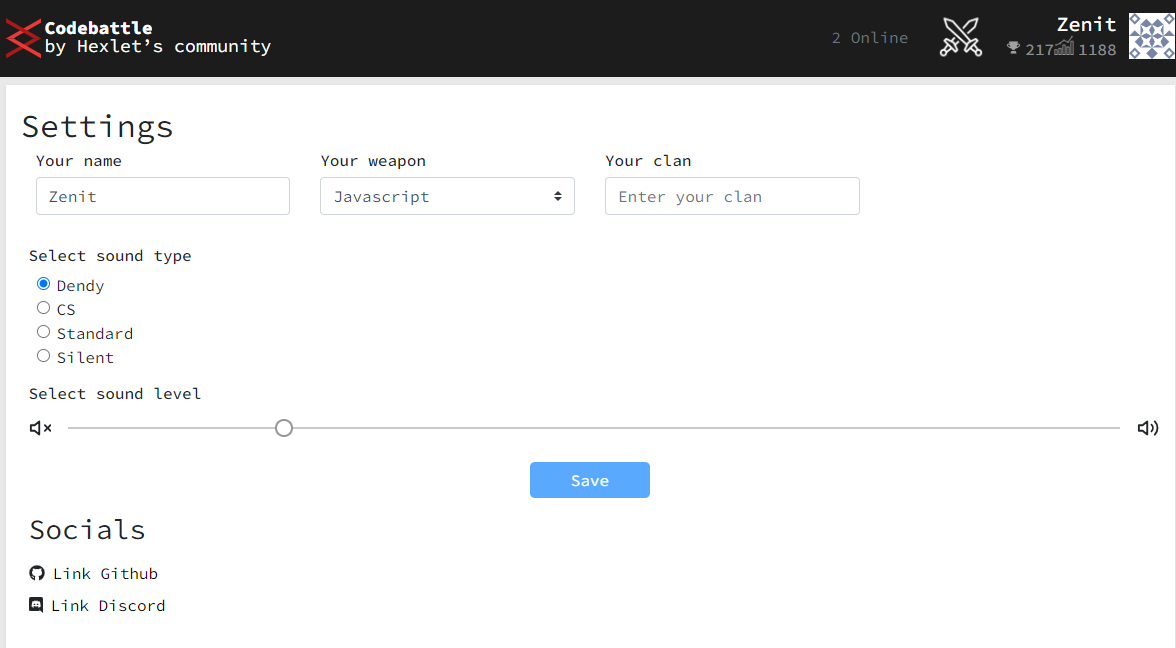 Codebattle
by Hexlet’s community
2 Online
Zenit
217 1188
Settings
Your name Your weapon Your clan
Zenit Javascript Enter your clan
Select sound type
Dendy
CS
Standard
Silent
Select sound level
Save
Socials
Link Github
Link Discord